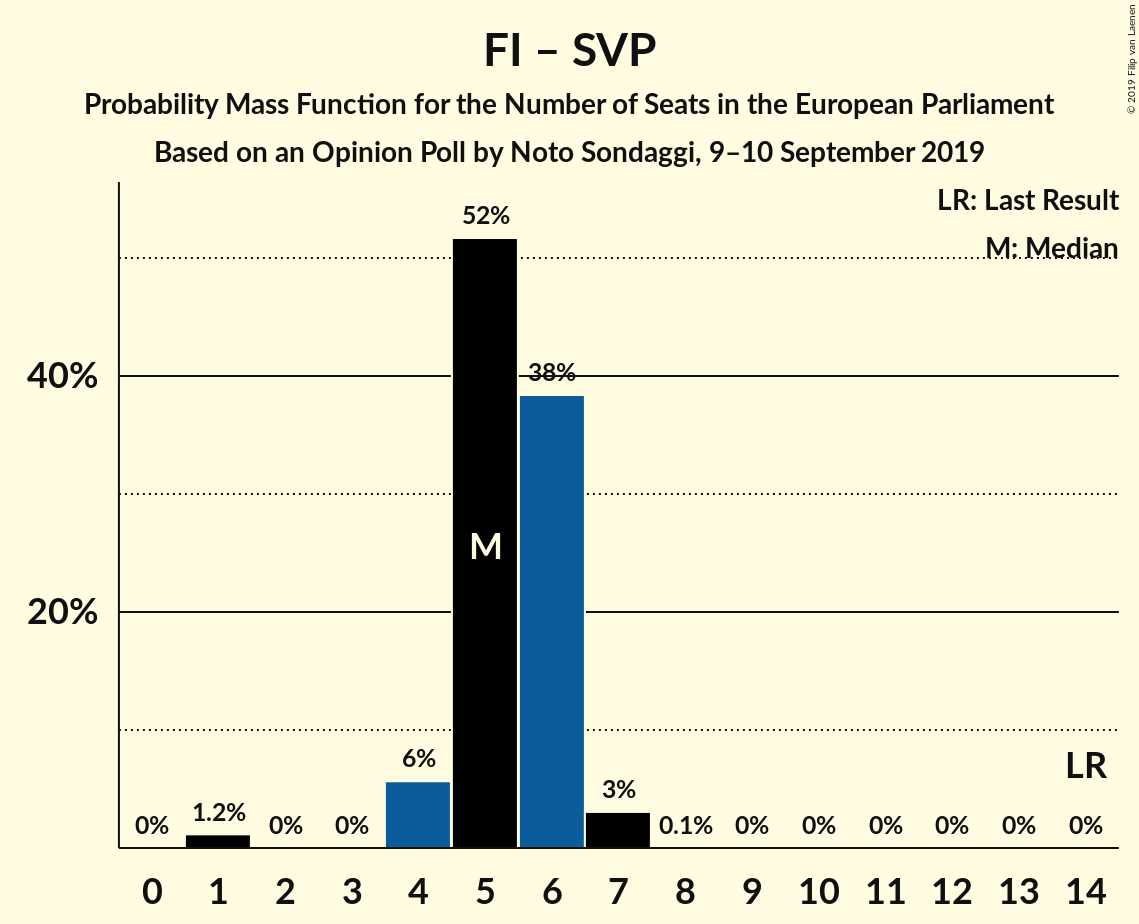 FI – SVP
Probability Mass Function for the Number of Seats in the European Parliament
Based on an Opinion Poll by Noto Sondaggi, 9–10 September 2019
© 2019 Filip van Laenen
LR: Last Result
M: Median
52%
40%
38%
M
20%
6%
LR
3%
1.2%
0% 0% 0% 0.1% 0% 0% 0% 0% 0% 0%
0 1 2 3 4 5 6 7 8 9 10 11 12 13 14